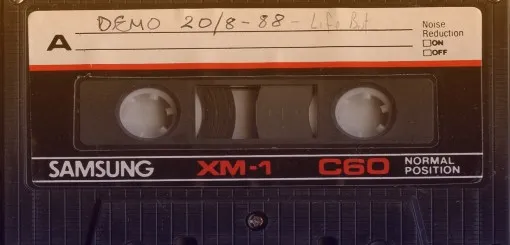 DEMO 20/8-88-
Noise
Reduction
A
ON
OFF
SAMSUNG XM-1 C60 NORMAL
POSITION